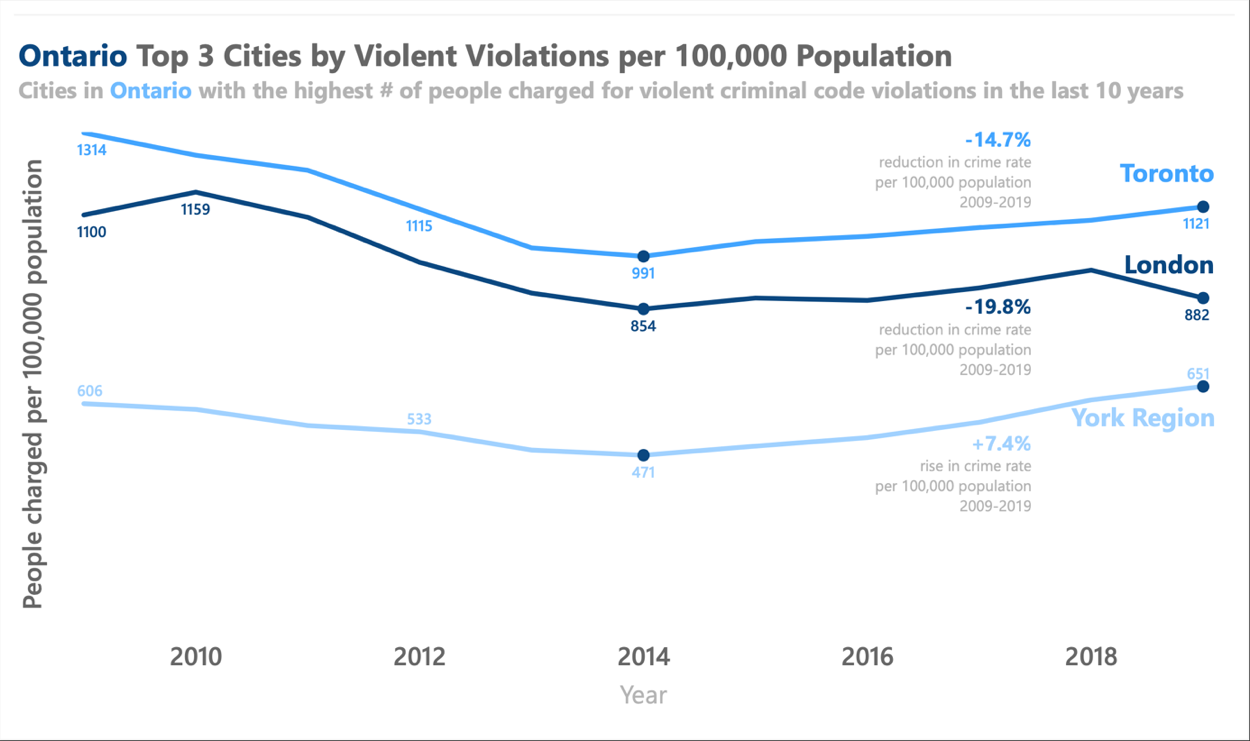 Ontario Top 3 Cities by Violent Violations per 100,000 Population
Cities in Ontario with the highest # of people charged for violent criminal code violations in the last 10 years
People charged per 100,000 population
1314
1115
991
1121
-14.7%
reduction in crime rate
per 100,000 population
2009-2019
Toronto
1100
1159
854
882
London
-19.8%
reduction in crime rate
per 100,000 population
2009-2019
606
533
471
651
York Region
+7.4%
rise in crime rate
per 100,000 population
2009-2019
2010
2012
2014
2016
2018
Year